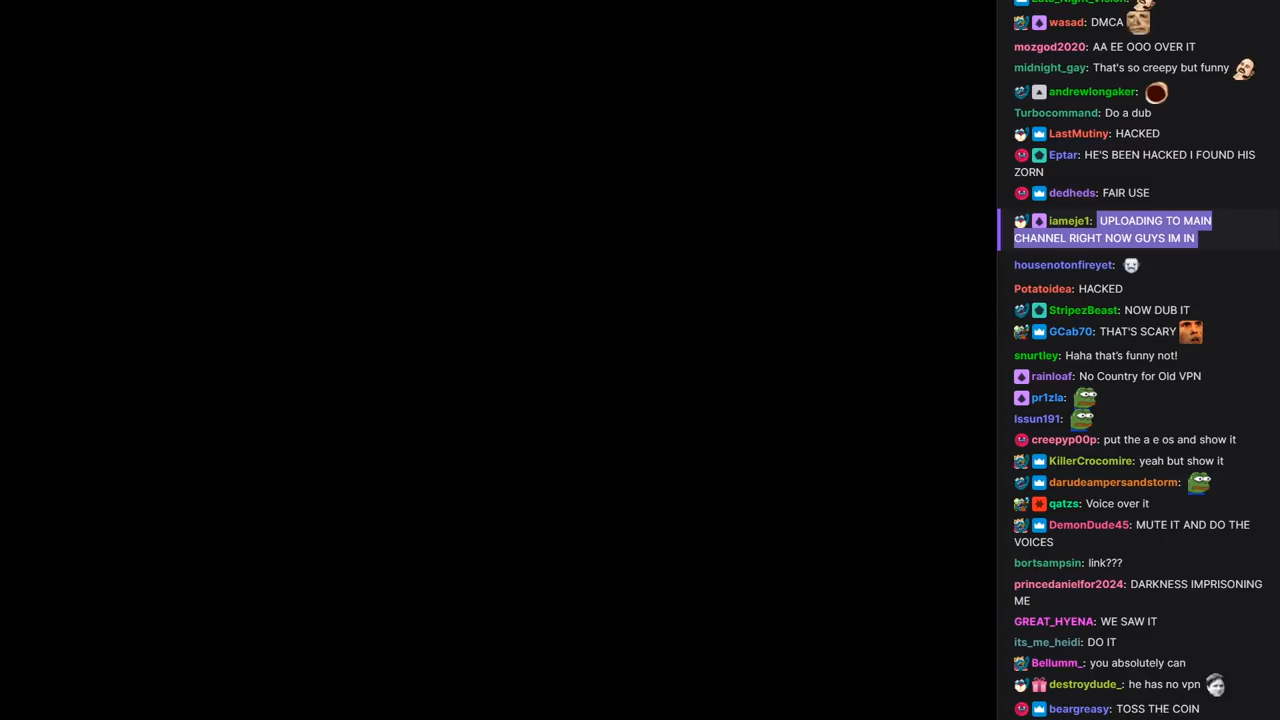 Late_Night_Vision:
wasad: DMCA
mozgod2020: AA EE OOO OVER IT
midnight_gay: That's so creepy but funny
andrewlongaker:
Turbocommand: Do a dub
LastMutiny: HACKED
Eptar: HE'S BEEN HACKED I FOUND HIS
ZORN
dedheds: FAIR USE
iameje1: UPLOADING TO MAIN
CHANNEL RIGHT NOW GUYS IM IN
housenotonfireyet:
Potatoidea: HACKED
StripezBeast: NOW DUB IT
GCab70: THAT'S SCARY
snurtley: Haha that's funny not!
rainloaf: No Country for Old VPN
pr1zla:
Issun191:
creepyp00p: put the a e os and show it
KillerCrocomire: yeah but show it
darudeampersandstorm:
qatzs: Voice over it
DemonDude45: MUTE IT AND DO THE
VOICES
bortsampsin: link???
princedanielfor2024: DARKNESS IMPRISONING
ME
GREAT_HYENA: WE SAW IT
its_me_heidi: DO IT
Bellumm_: you absolutely can
destroydude_: he has no vpn
beargreasy: TOSS THE COIN